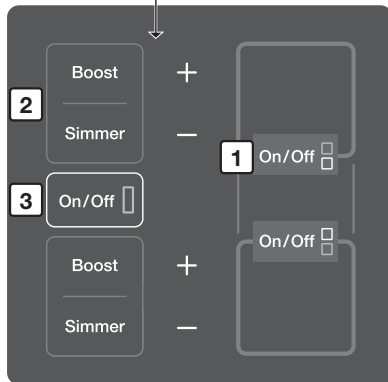 Boost +
2
Simmer −
1 On/Off
3 On/Off
On/Off
Boost +
Simmer −